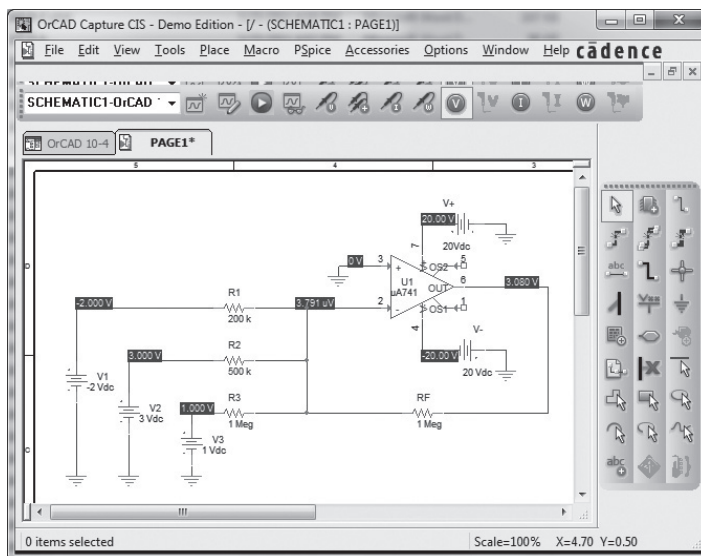 OrCAD Capture CIS - Demo Edition - [/ - (SCHEMATIC1 : PAGE1)]
File Edit View Tools Place Macro PSpice Accessories Options Window Help cādence
SCHEMATIC1-OrCAD
V I I W
OrCAD 10-4 PAGE1*
5 4 3
V+
20.00 V
20Vdc
7
0 V
3
+
OS2
5
U1
uA741
OUT
6
3.080 V
-2.000 V
R1
200 k
3.791 uV
2
-
OS1
1
4
V-
-20.00 V
20 Vdc
3.000 V
R2
500 k
V1
-2 Vdc
V2
3 Vdc
1.000 V
R3
1 Meg
RF
1 Meg
V3
1 Vdc
D
C
abc
abc
0 items selected Scale=100% X=4.70 Y=0.50